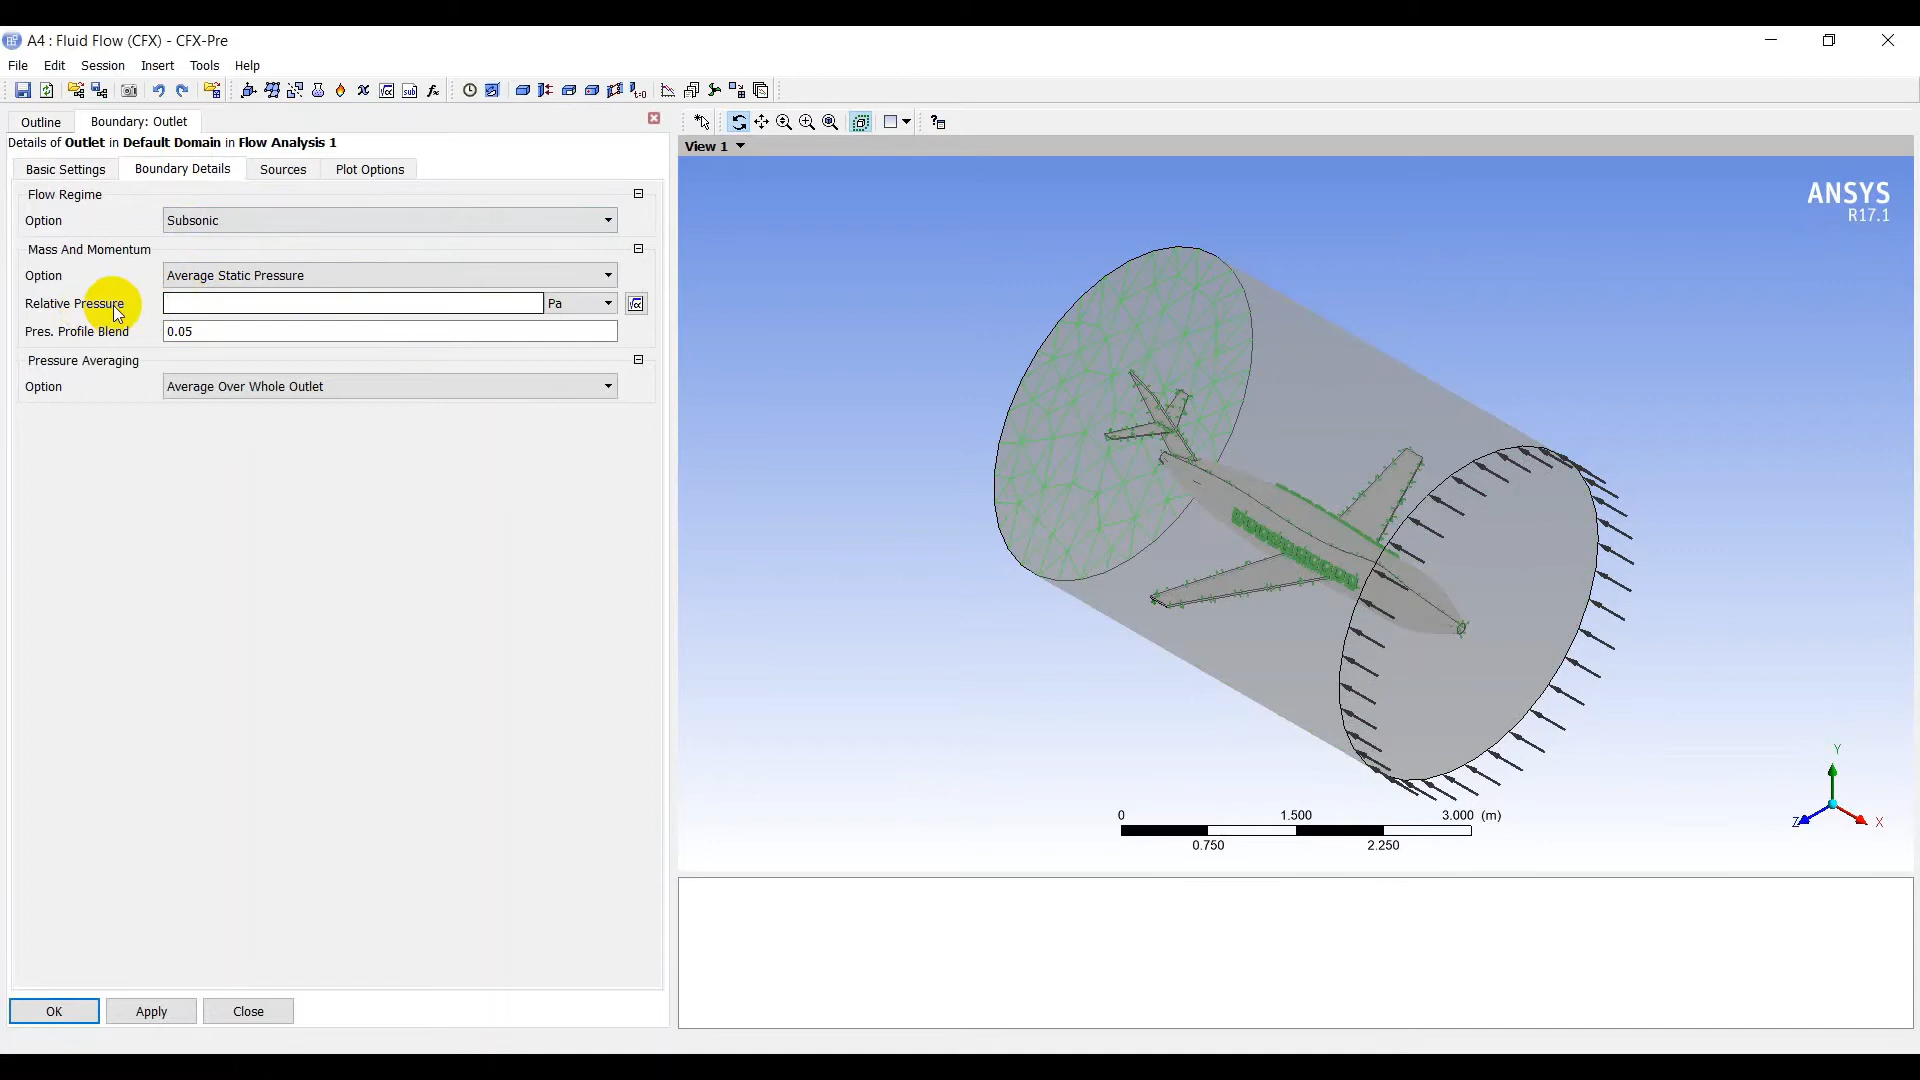 A4 : Fluid Flow (CFX) - CFX-Pre
File Edit Session Insert Tools Help
Outline Boundary: Outlet
Details of Outlet in Default Domain in Flow Analysis 1
Basic Settings Boundary Details Sources Plot Options
Flow Regime
Option Subsonic
Mass And Momentum
Option Average Static Pressure
Relative Pressure Pa
Pres. Profile Blend 0.05
Pressure Averaging
Option Average Over Whole Outlet
OK Apply Close
View 1
ANSYS
R17.1
0 1.500 3.000 (m)
0.750 2.250
Y
Z X